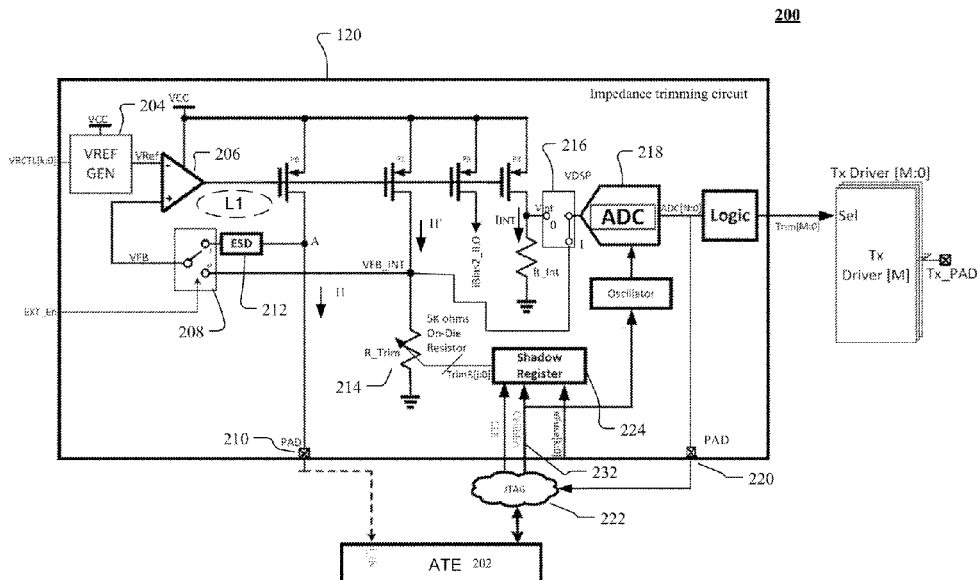 200
120
Impedance trimming circuit
VCC
204
VCC
VREF
GEN
VRef
206
VRCTL[k:0]
L1
216
VDSP
218
Vint
0
1
ADC
ADC[N:0]
Logic
Trim[M:0]
Tx Driver [M:0]
Sel
Tx
Driver [M]
Tx_PAD
ESD
A
VFB
VFB_INT
I1
I1'
IINT
R_Int
Oscillator
EXT_En
208
212
5K ohms
On-Die
Resistor
R_Trim
214
Shadow
Register
224
210
PAD
232
PAD
220
JTAG
222
ATE 202